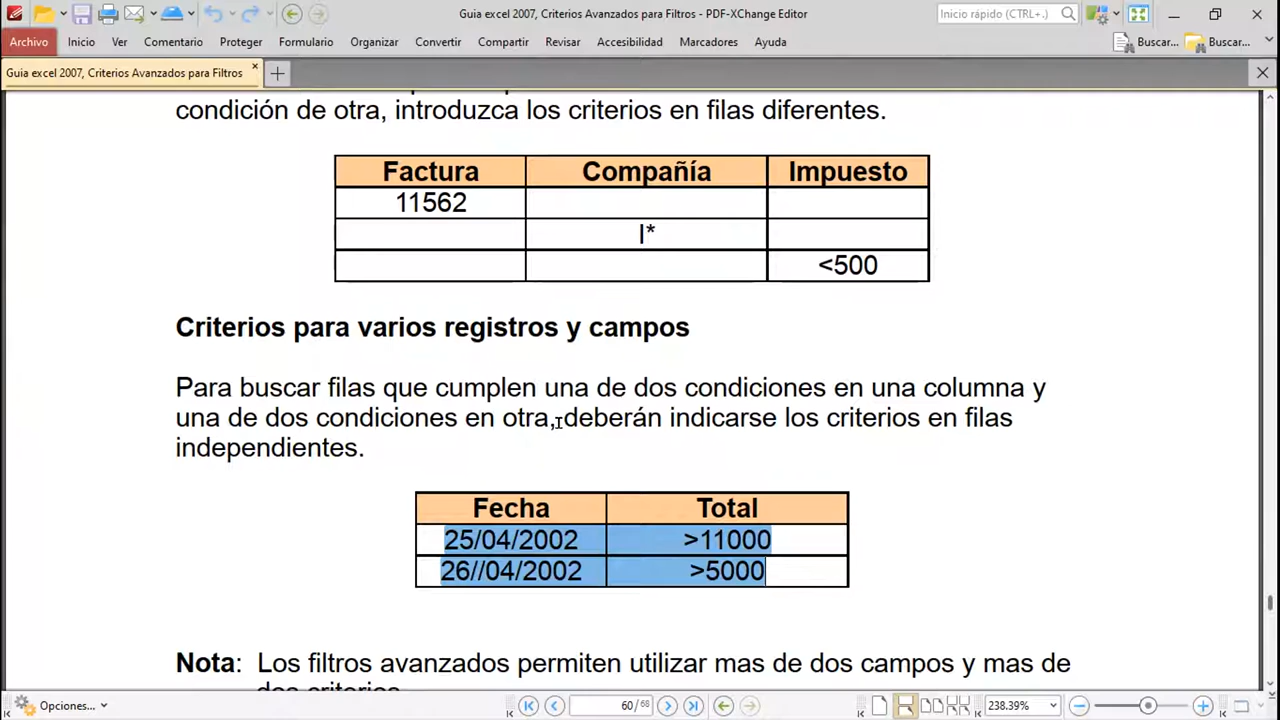 Guia excel 2007, Criterios Avanzados para Filtros - PDF-XChange Editor
Inicio rápido (CTRL+.)
Archivo Inicio Ver Comentario Proteger Formulario Organizar Convertir Compartir Revisar Accesibilidad Marcadores Ayuda Buscar... Buscar...
Guia excel 2007, Criterios Avanzados para Filtros
condición de otra, introduzca los criterios en filas diferentes.
Factura Compañía Impuesto
11562
I*
<500
Criterios para varios registros y campos
Para buscar filas que cumplen una de dos condiciones en una columna y
una de dos condiciones en otra, deberán indicarse los criterios en filas
independientes.
Fecha Total
25/04/2002 >11000
26//04/2002 >5000
Nota: Los filtros avanzados permiten utilizar mas de dos campos y mas de
dos criterios
Opciones... 60 / 68 238.39%